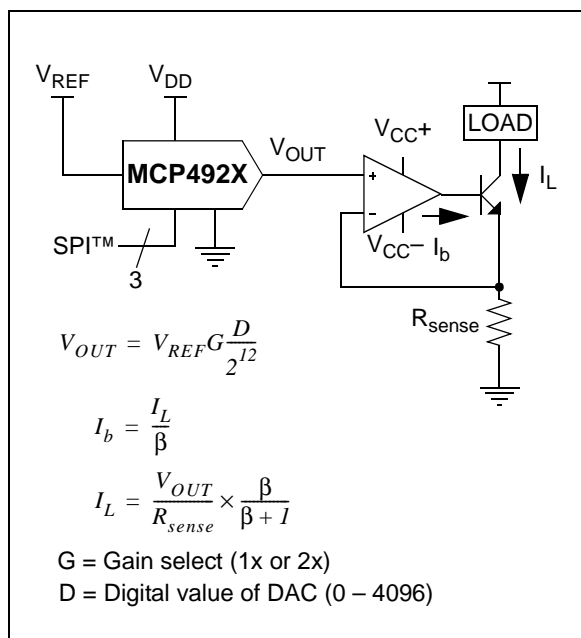 V_REF
V_DD
LOAD
V_CC+
V_OUT
MCP492X
+
I_L
–
SPI™
V_CC–
I_b
3
R_sense
V_OUT = V_REF G D/2^12
I_b = I_L/β
I_L = V_OUT/R_sense × β/β + 1
G = Gain select (1x or 2x)
D = Digital value of DAC (0 – 4096)